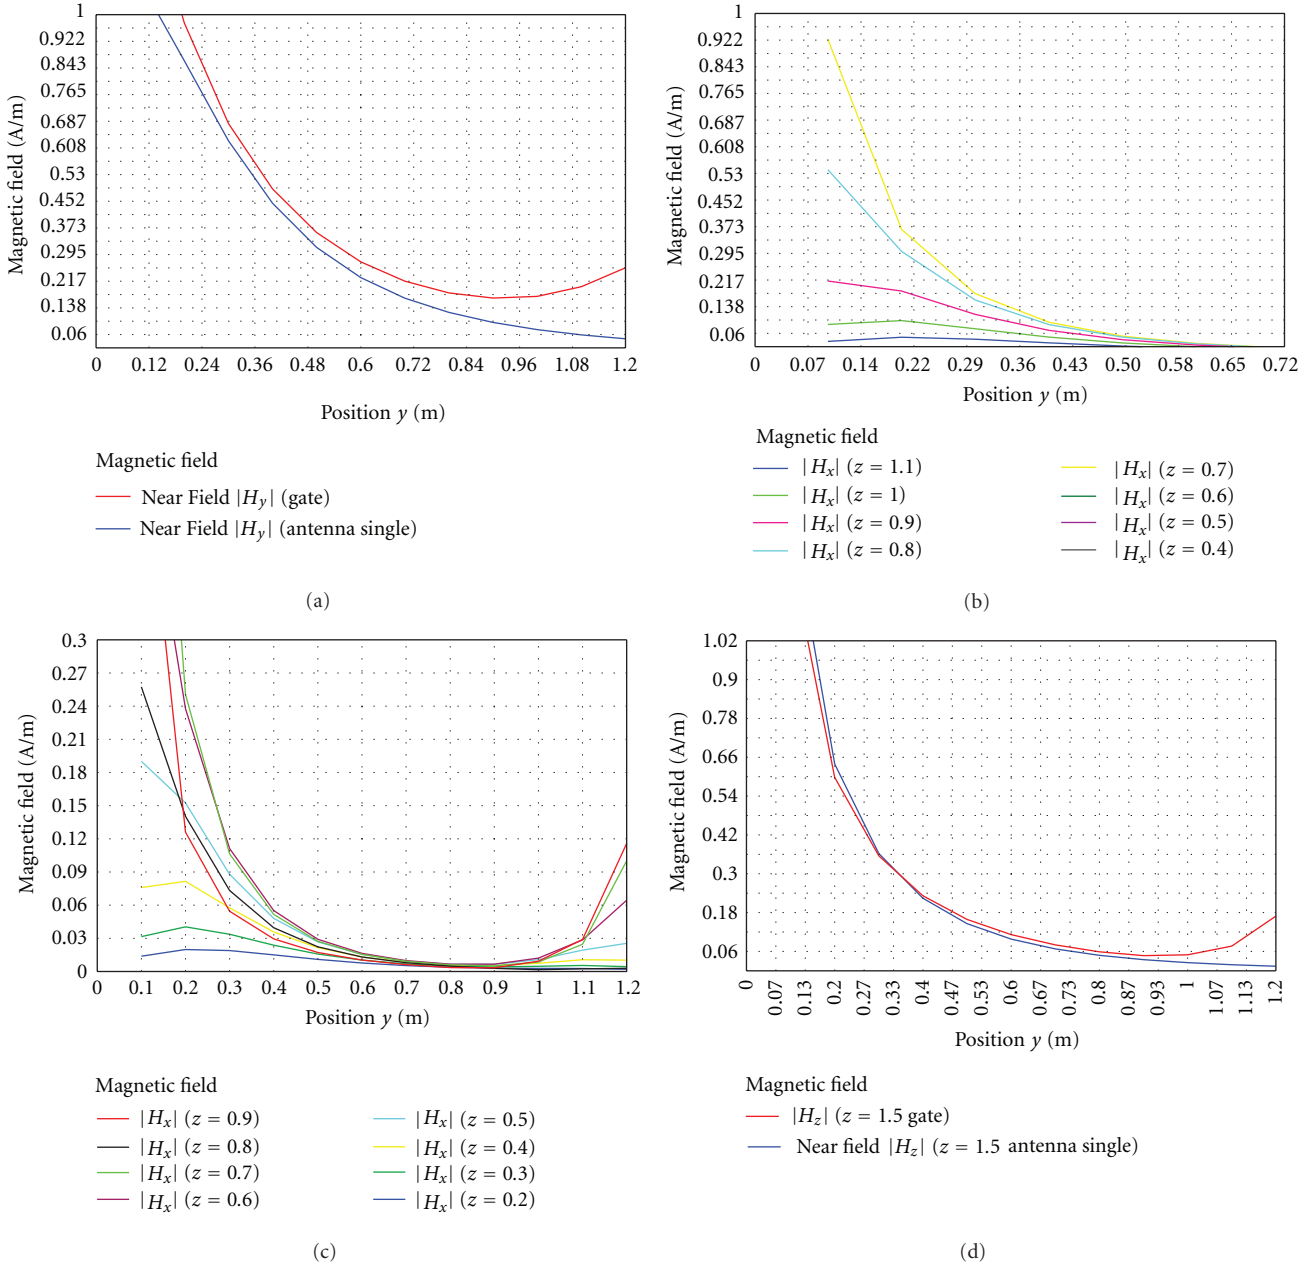 1
0.922
0.843
0.765
0.687
0.608
0.53
0.452
0.373
0.295
0.217
0.138
0.06
Magnetic field (A/m)
0 0.12 0.24 0.36 0.48 0.6 0.72 0.84 0.96 1.08 1.2
Position y (m)
Magnetic field
Near Field |Hy| (gate)
Near Field |Hy| (antenna single)
(a)
1
0.922
0.843
0.765
0.687
0.608
0.53
0.452
0.373
0.295
0.217
0.138
0.06
Magnetic field (A/m)
0 0.07 0.14 0.22 0.29 0.36 0.43 0.50 0.58 0.65 0.72
Position y (m)
Magnetic field
|Hx| (z = 1.1)
|Hx| (z = 1)
|Hx| (z = 0.9)
|Hx| (z = 0.8)
|Hx| (z = 0.7)
|Hx| (z = 0.6)
|Hx| (z = 0.5)
|Hx| (z = 0.4)
(b)
0.3
0.27
0.24
0.21
0.18
0.15
0.12
0.09
0.06
0.03
0
Magnetic field (A/m)
0 0.1 0.2 0.3 0.4 0.5 0.6 0.7 0.8 0.9 1 1.1 1.2
Position y (m)
Magnetic field
|Hx| (z = 0.9)
|Hx| (z = 0.8)
|Hx| (z = 0.7)
|Hx| (z = 0.6)
|Hx| (z = 0.5)
|Hx| (z = 0.4)
|Hx| (z = 0.3)
|Hx| (z = 0.2)
(c)
1.02
0.9
0.78
0.66
0.54
0.42
0.3
0.18
0.06
Magnetic field (A/m)
0 0.07 0.13 0.2 0.27 0.33 0.4 0.47 0.53 0.6 0.67 0.73 0.8 0.87 0.93 1 1.07 1.13 1.2
Position y (m)
Magnetic field
|Hz| (z = 1.5 gate)
Near field |Hz| (z = 1.5 antenna single)
(d)